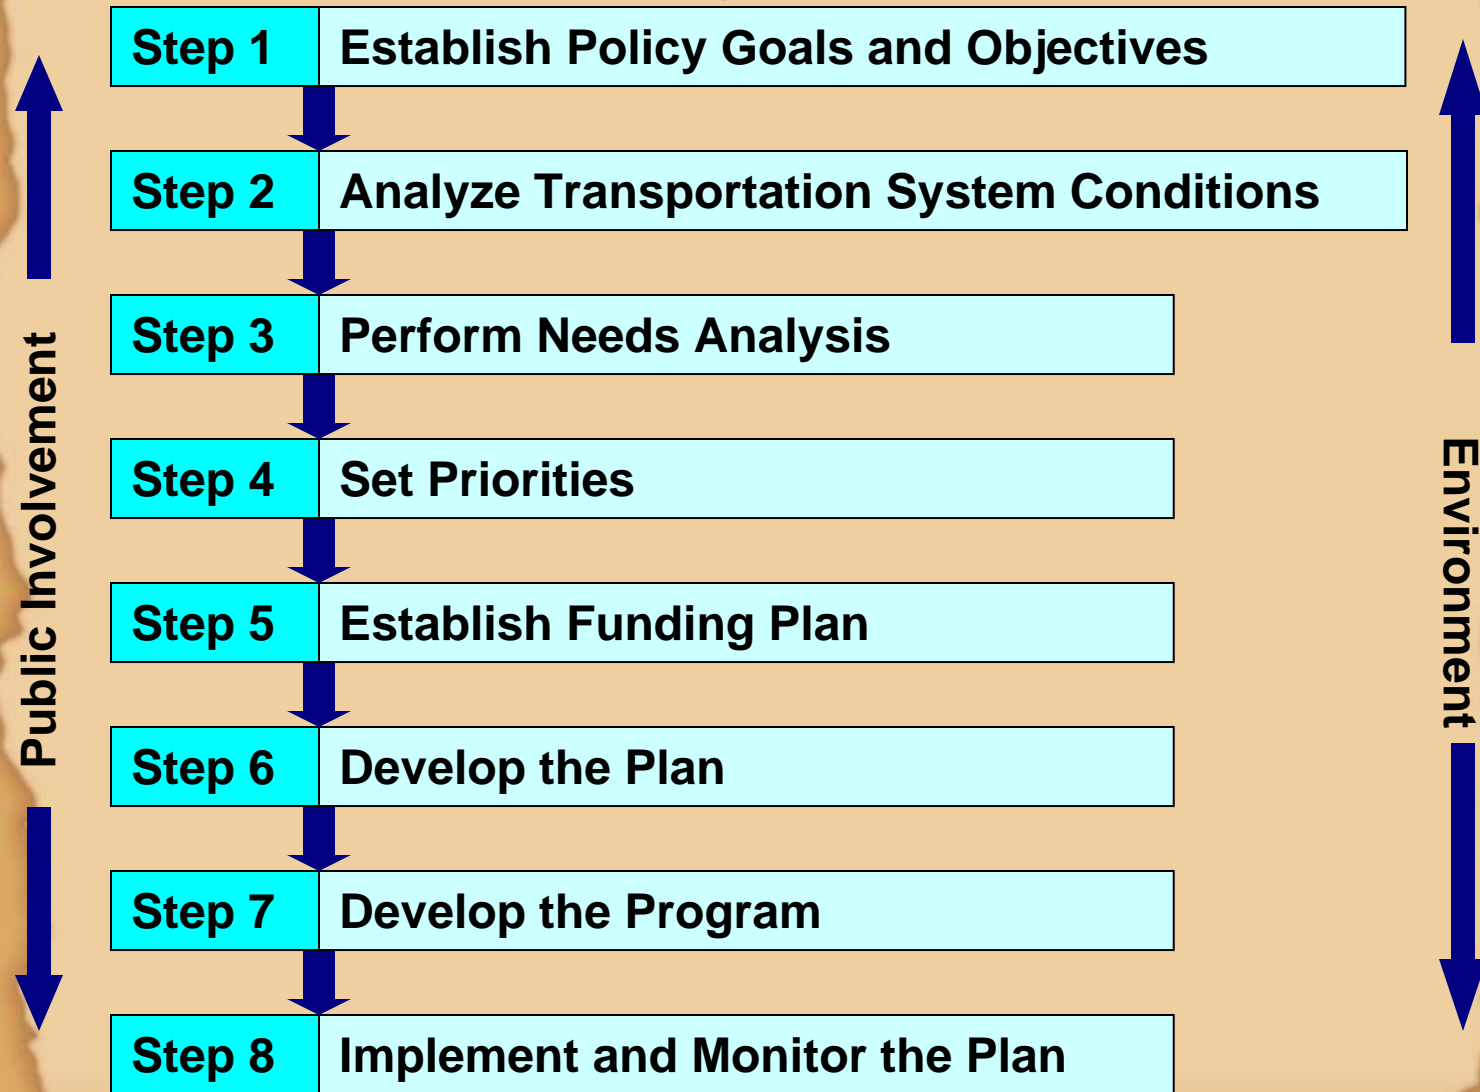 Step 1 Establish Policy Goals and Objectives
Step 2 Analyze Transportation System Conditions
Step 3 Perform Needs Analysis
Step 4 Set Priorities
Step 5 Establish Funding Plan
Step 6 Develop the Plan
Step 7 Develop the Program
Step 8 Implement and Monitor the Plan
Public Involvement
Environment